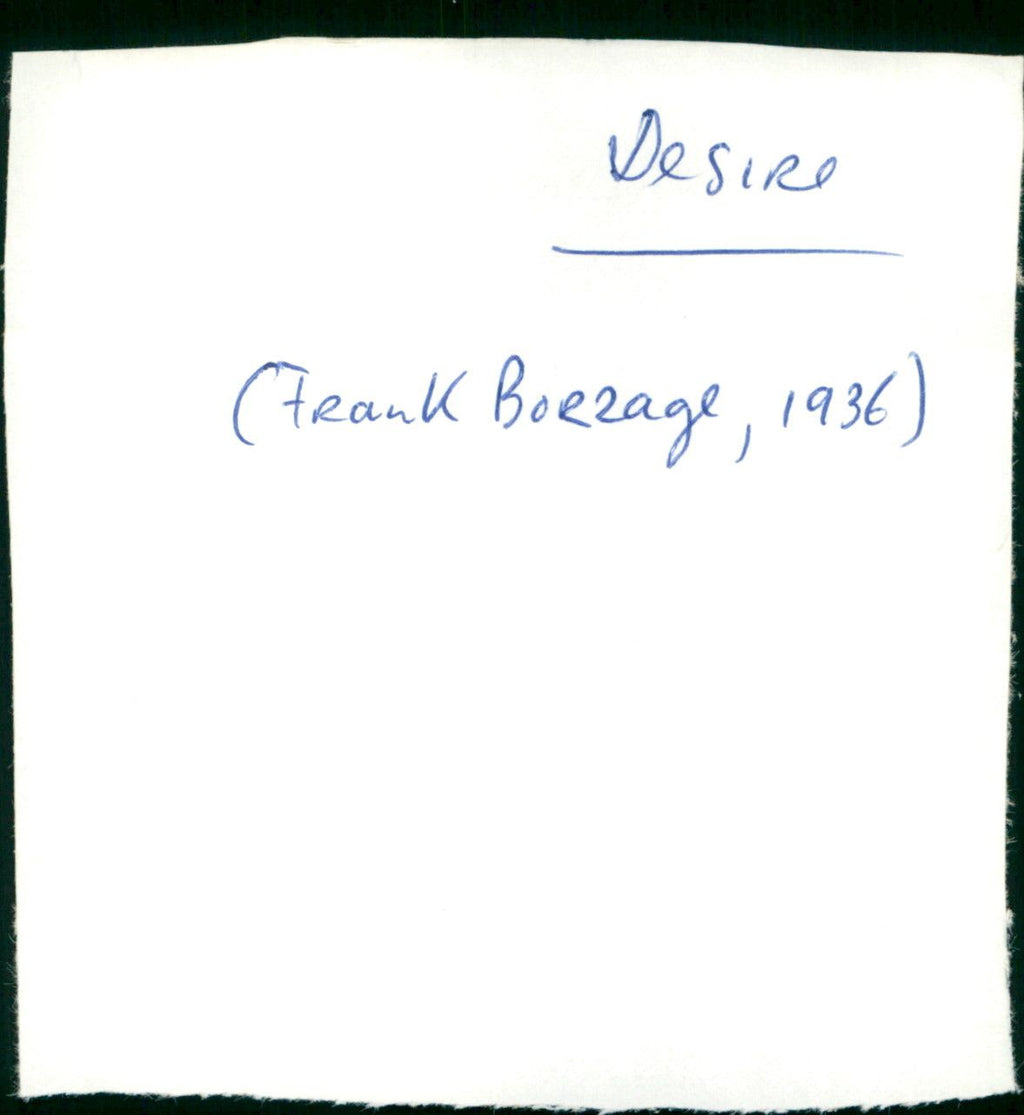 Desire
(Frank Borzage, 1936)